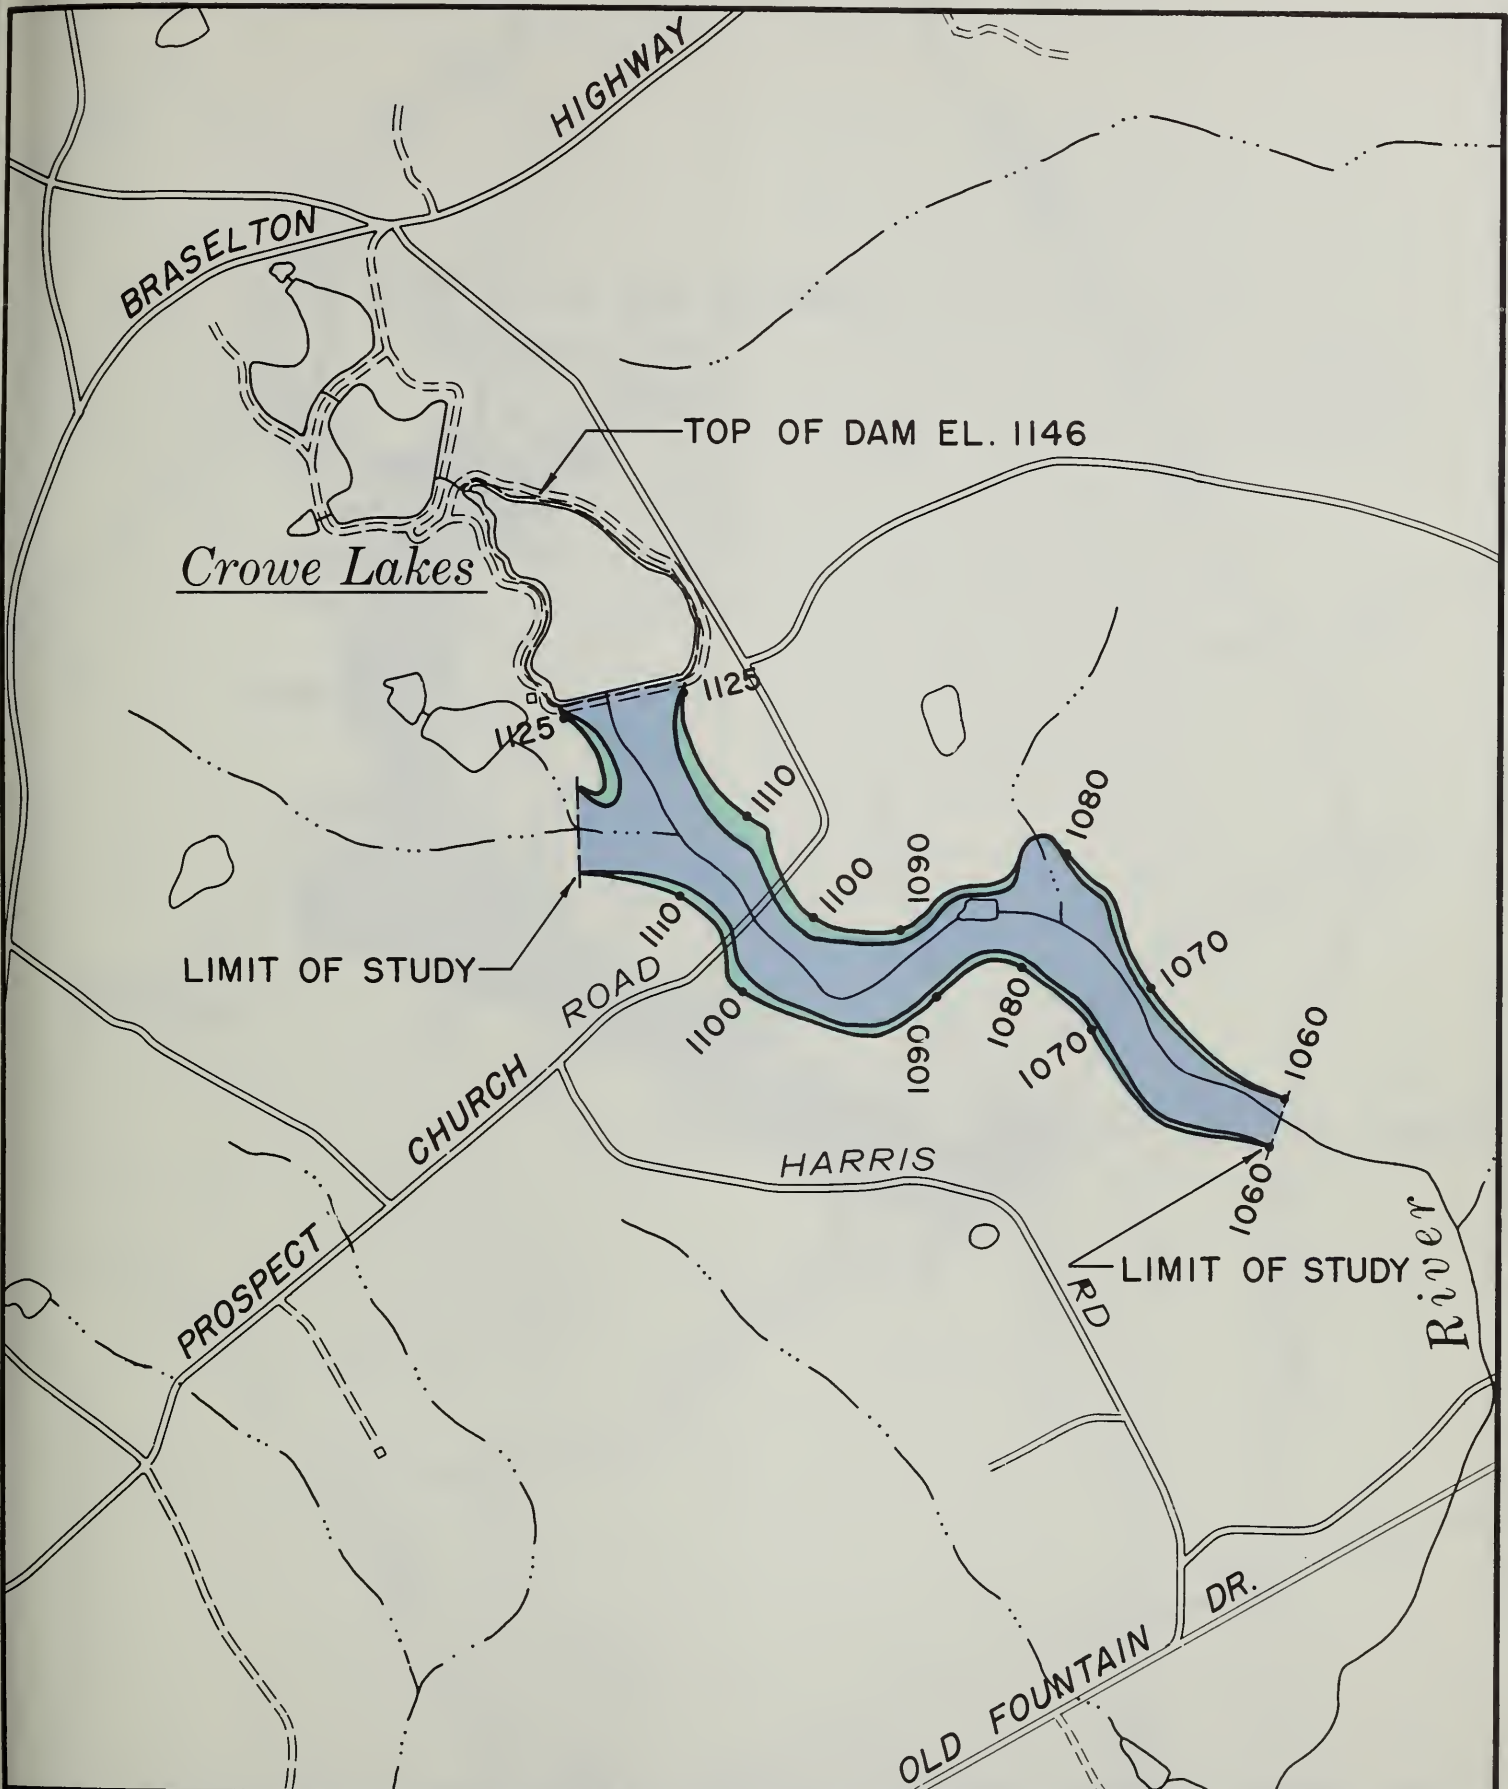 HIGHWAY
BRASELTON
TOP OF DAM EL. 1146
Crowe Lakes
1125
1125
1110
1080
1090
1100
1110
1070
LIMIT OF STUDY
ROAD
1100
1080
1090
1070
1060
CHURCH
HARRIS
1060
River
PROSPECT
LIMIT OF STUDY
RD
DR.
OLD FOUNTAIN